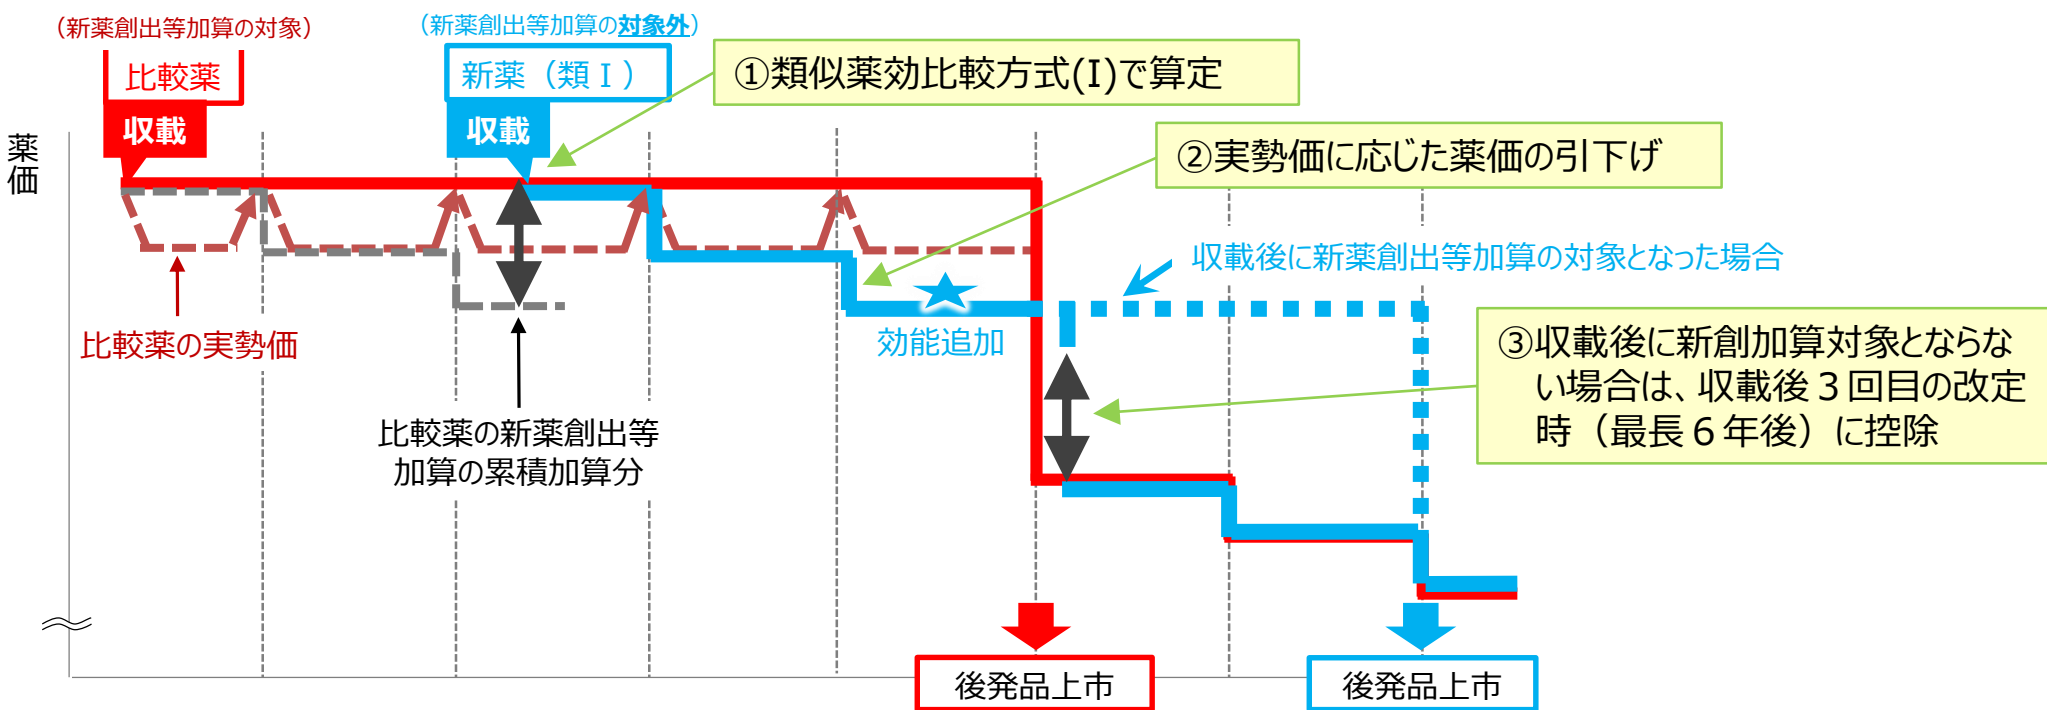 （新薬創出等加算の対象）
比較薬
収載
（新薬創出等加算の対象外）
新薬（類Ⅰ）
収載
①類似薬効比較方式(I)で算定
②実勢価に応じた薬価の引下げ
薬価
収載後に新薬創出等加算の対象となった場合
比較薬の実勢価
効能追加
③収載後に新創加算対象とならな
い場合は、収載後３回目の改定
時（最長６年後）に控除
比較薬の新薬創出等
加算の累積加算分
後発品上市
後発品上市